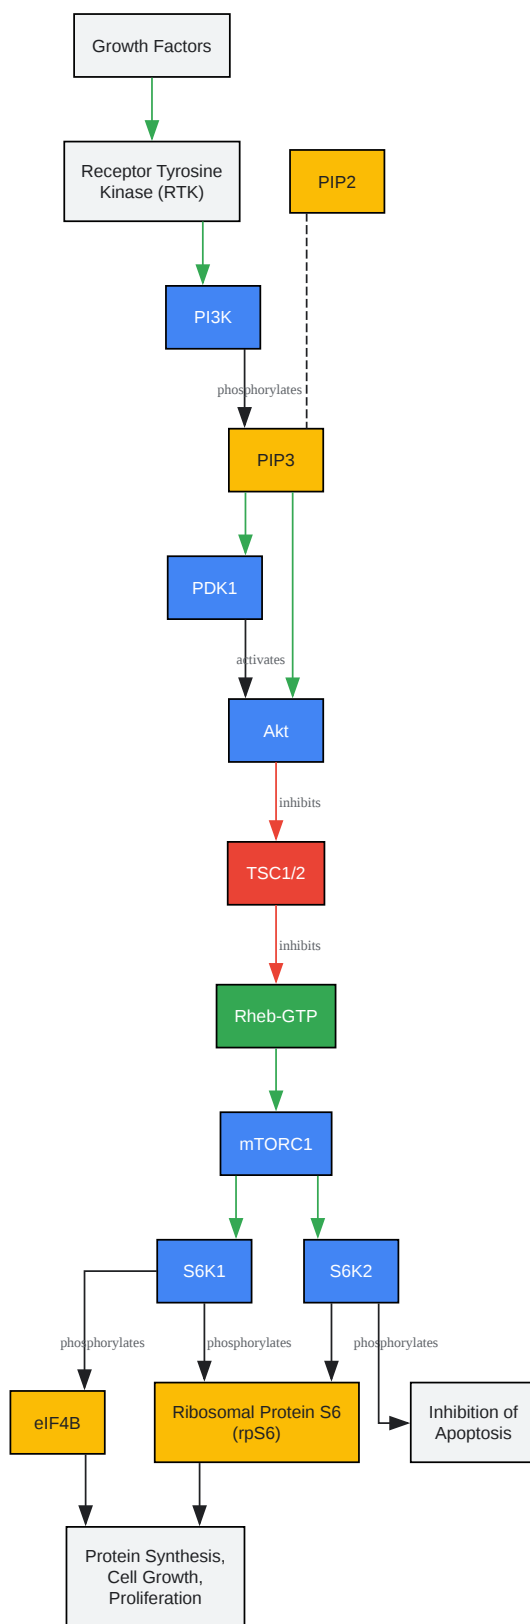 Growth Factors
Receptor Tyrosine
Kinase (RTK)
PIP2
PI3K
phosphorylates
PIP3
PDK1
activates
Akt
inhibits
TSC1/2
inhibits
Rheb-GTP
mTORC1
S6K1
S6K2
phosphorylates
phosphorylates
phosphorylates
eIF4B
Ribosomal Protein S6
(rpS6)
Inhibition of
Apoptosis
Protein Synthesis,
Cell Growth,
Proliferation